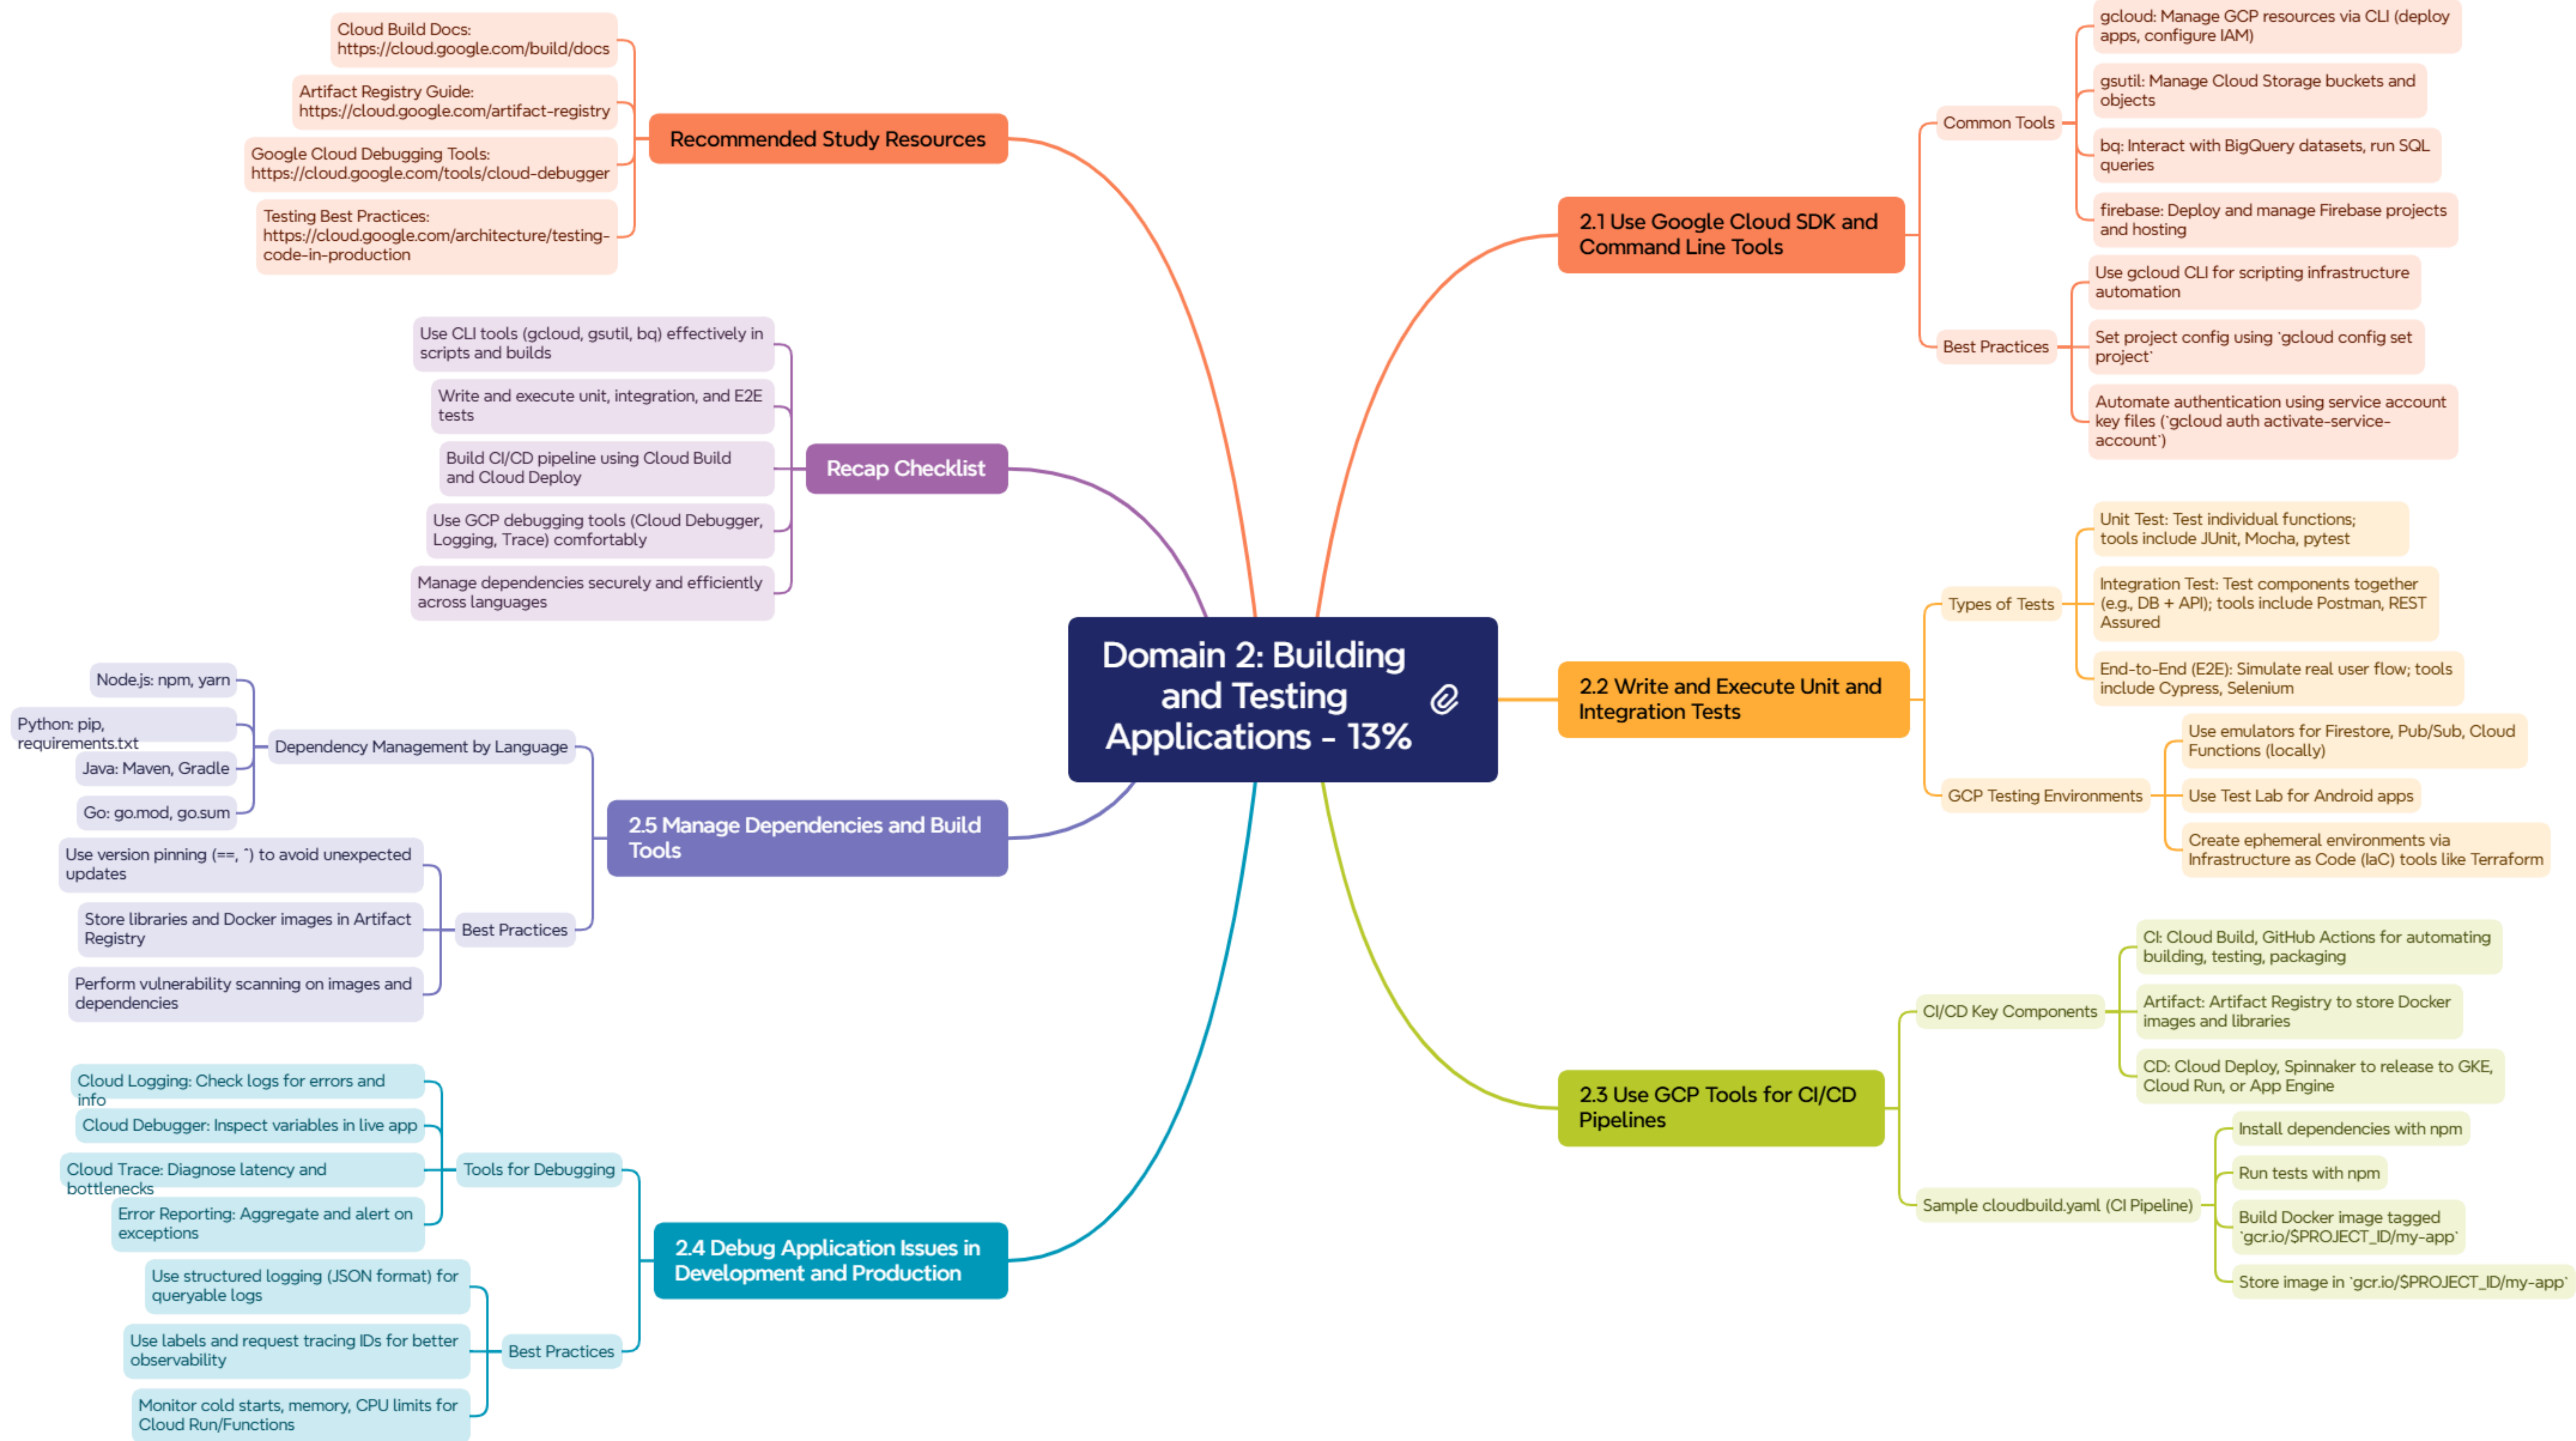 Domain 2: Building
and Testing
Applications - 13%
2.1 Use Google Cloud SDK and
Command Line Tools
Common Tools
gcloud: Manage GCP resources via CLI (deploy
apps, configure IAM)
gsutil: Manage Cloud Storage buckets and
objects
bq: Interact with BigQuery datasets, run SQL
queries
firebase: Deploy and manage Firebase projects
and hosting
Best Practices
Use gcloud CLI for scripting infrastructure
automation
Set project config using `gcloud config set
project`
Automate authentication using service account
key files (`gcloud auth activate-service-
account`)
2.2 Write and Execute Unit and
Integration Tests
Types of Tests
Unit Test: Test individual functions;
tools include JUnit, Mocha, pytest
Integration Test: Test components together
(e.g., DB + API); tools include Postman, REST
Assured
End-to-End (E2E): Simulate real user flow; tools
include Cypress, Selenium
GCP Testing Environments
Use emulators for Firestore, Pub/Sub, Cloud
Functions (locally)
Use Test Lab for Android apps
Create ephemeral environments via
Infrastructure as Code (IaC) tools like Terraform
2.3 Use GCP Tools for CI/CD
Pipelines
CI/CD Key Components
CI: Cloud Build, GitHub Actions for automating
building, testing, packaging
Artifact: Artifact Registry to store Docker
images and libraries
CD: Cloud Deploy, Spinnaker to release to GKE,
Cloud Run, or App Engine
Sample cloudbuild.yaml (CI Pipeline)
Install dependencies with npm
Run tests with npm
Build Docker image tagged
`gcr.io/$PROJECT_ID/my-app`
Store image in `gcr.io/$PROJECT_ID/my-app`
2.4 Debug Application Issues in
Development and Production
Tools for Debugging
Cloud Logging: Check logs for errors and
info
Cloud Debugger: Inspect variables in live app
Cloud Trace: Diagnose latency and
bottlenecks
Error Reporting: Aggregate and alert on
exceptions
Best Practices
Use structured logging (JSON format) for
queryable logs
Use labels and request tracing IDs for better
observability
Monitor cold starts, memory, CPU limits for
Cloud Run/Functions
2.5 Manage Dependencies and Build
Tools
Dependency Management by Language
Node.js: npm, yarn
Python: pip,
requirements.txt
Java: Maven, Gradle
Go: go.mod, go.sum
Best Practices
Use version pinning (==, ^) to avoid unexpected
updates
Store libraries and Docker images in Artifact
Registry
Perform vulnerability scanning on images and
dependencies
Recap Checklist
Use CLI tools (gcloud, gsutil, bq) effectively in
scripts and builds
Write and execute unit, integration, and E2E
tests
Build CI/CD pipeline using Cloud Build
and Cloud Deploy
Use GCP debugging tools (Cloud Debugger,
Logging, Trace) comfortably
Manage dependencies securely and efficiently
across languages
Recommended Study Resources
Cloud Build Docs:
https://cloud.google.com/build/docs
Artifact Registry Guide:
https://cloud.google.com/artifact-registry
Google Cloud Debugging Tools:
https://cloud.google.com/tools/cloud-debugger
Testing Best Practices:
https://cloud.google.com/architecture/testing-
code-in-production